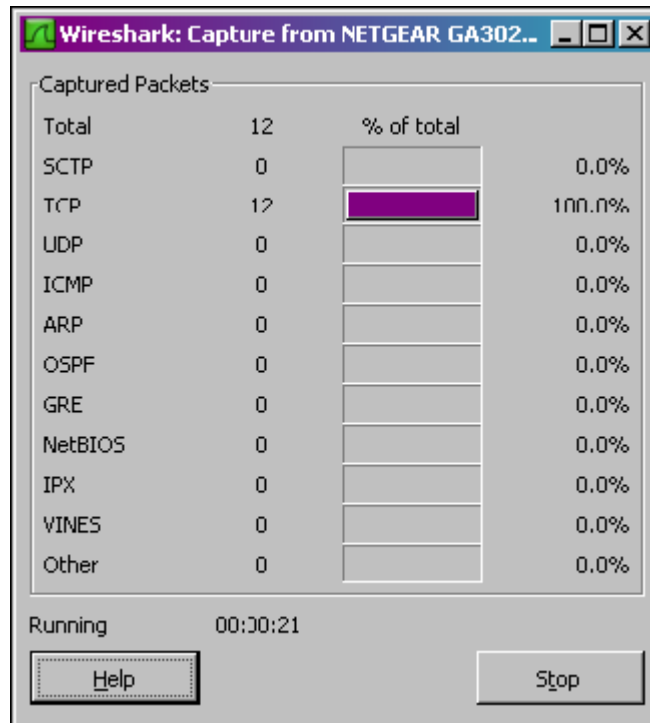 Wireshark: Capture from NETGEAR GA302...
Captured Packets
Total 12 % of total
SCTP 0 0.0%
TCP 12 100.0%
UDP 0 0.0%
ICMP 0 0.0%
ARP 0 0.0%
OSPF 0 0.0%
GRE 0 0.0%
NetBIOS 0 0.0%
IPX 0 0.0%
VINES 0 0.0%
Other 0 0.0%
Running 00:00:21
Help Stop